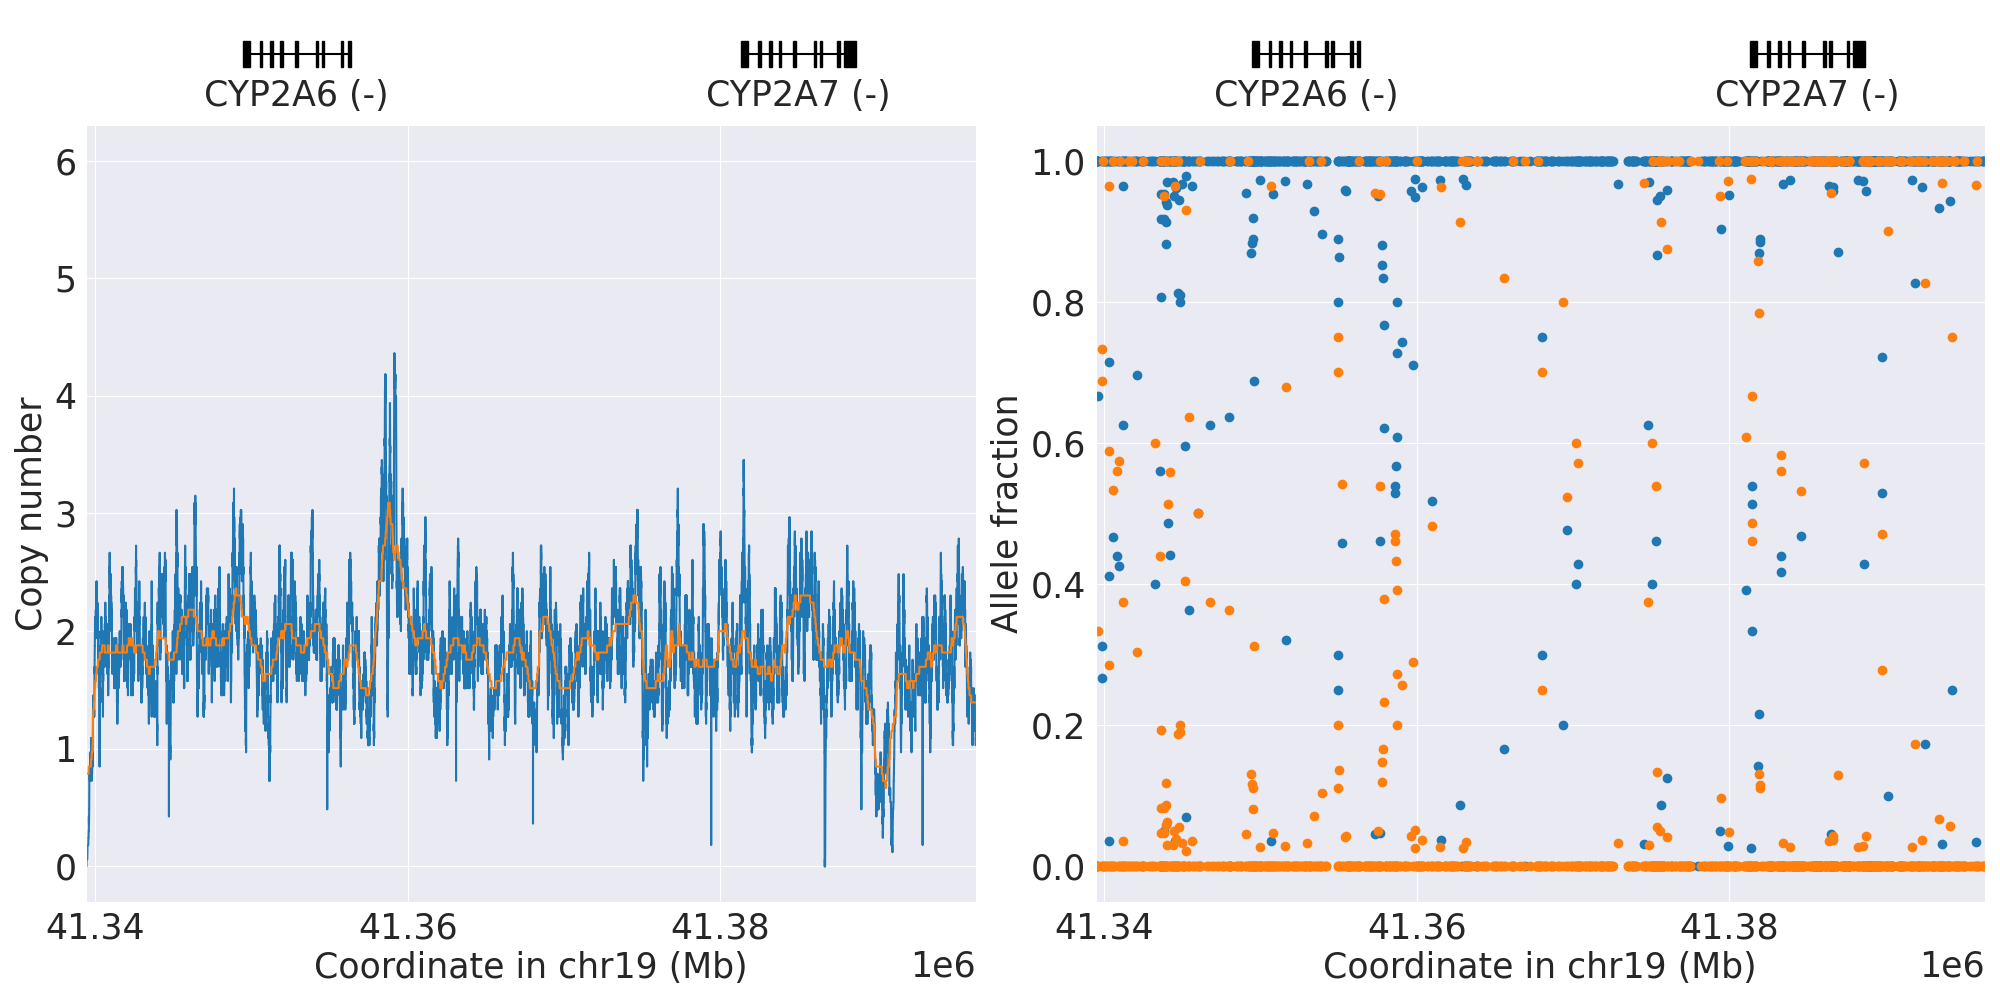 CYP2A6 (-)
CYP2A7 (-)
6
5
4
3
2
1
0
Copy number
41.34
41.36
41.38
Coordinate in chr19 (Mb)
1e6
CYP2A6 (-)
CYP2A7 (-)
1.0
0.8
0.6
0.4
0.2
0.0
Allele fraction
41.34
41.36
41.38
Coordinate in chr19 (Mb)
1e6